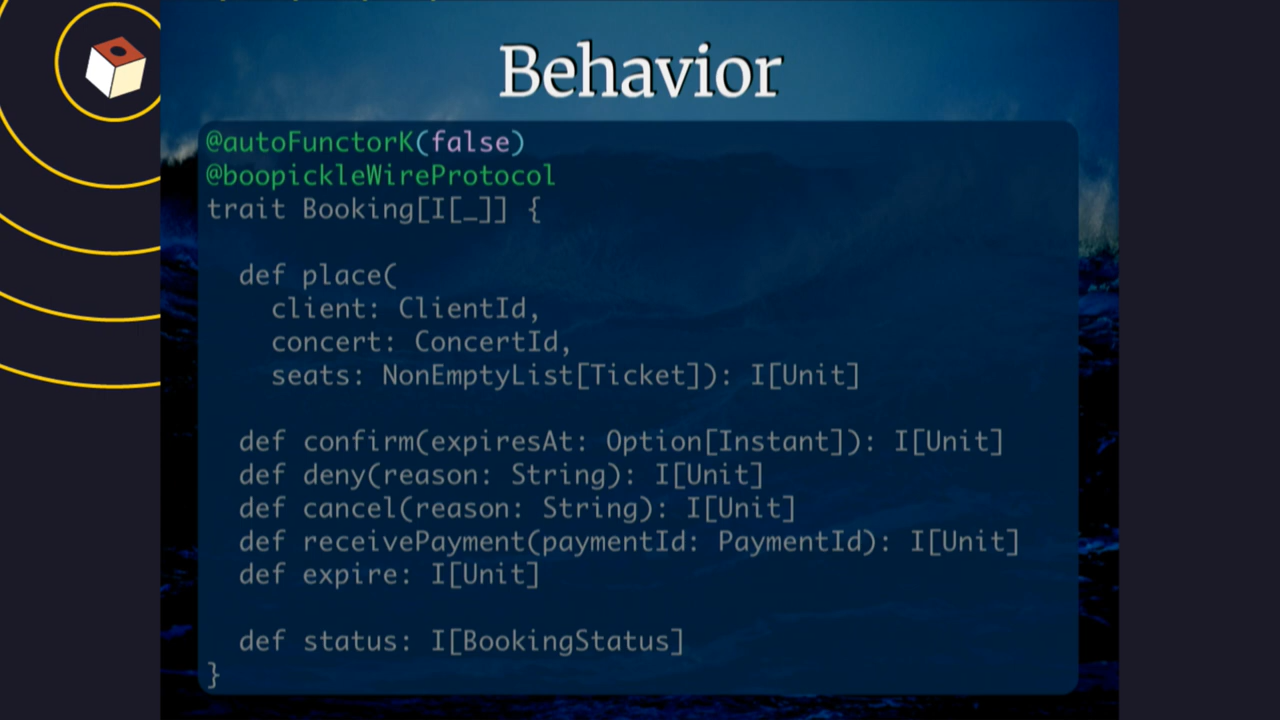 Behavior
@autoFunctorK(false)
@boopickleWireProtocol
trait Booking[I[_]] {
  def place(
    client: ClientId,
    concert: ConcertId,
    seats: NonEmptyList[Ticket]): I[Unit]
  def confirm(expiresAt: Option[Instant]): I[Unit]
  def deny(reason: String): I[Unit]
  def cancel(reason: String): I[Unit]
  def receivePayment(paymentId: PaymentId): I[Unit]
  def expire: I[Unit]
  def status: I[BookingStatus]
}